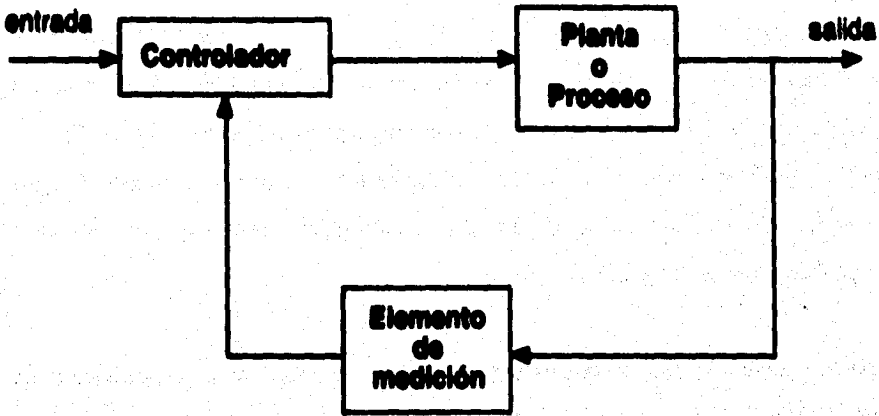 entrada
Controlador
Planta
o
Proceso
salida
Elemento
de
medición